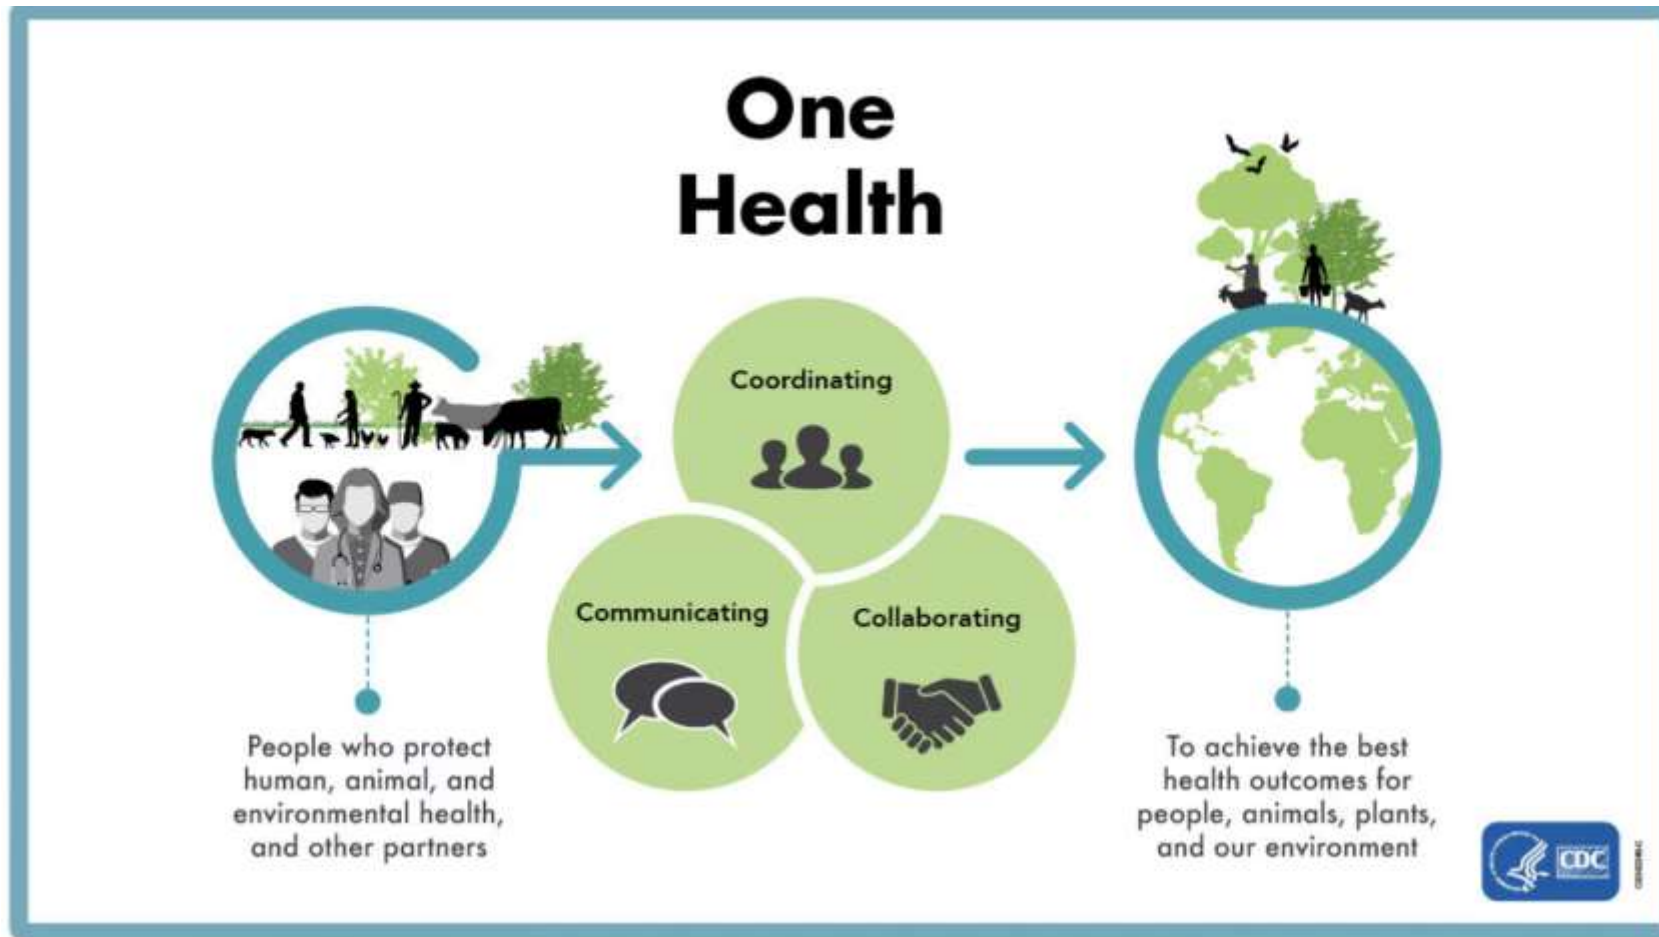 One
Health
Coordinating
Communicating
Collaborating
People who protect
human, animal, and
environmental health,
and other partners
To achieve the best
health outcomes for
people, animals, plants,
and our environment
CDC